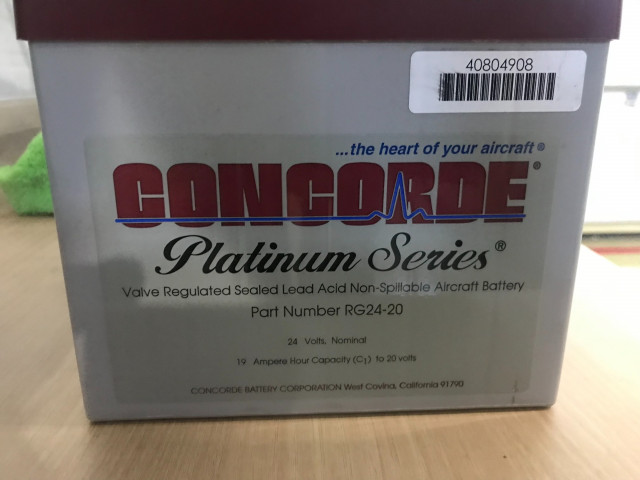 40804908
...the heart of your aircraft®
CONCORDE®
Platinum Series®
Valve Regulated Sealed Lead Acid Non-Spillable Aircraft Battery
Part Number RG24-20
24 Volts, Nominal
19 Ampere Hour Capacity (C1) to 20 volts
CONCORDE BATTERY CORPORATION West Covina, California 91790